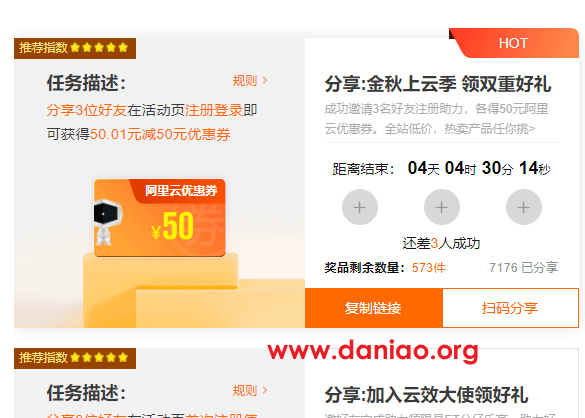 推荐指数★★★★★
HOT
任务描述：
规则 >
分享3位好友在活动页注册登录即
可获得50.01元减50元优惠券
阿里云优惠券
¥50
分享:金秋上云季 领双重好礼
成功邀请3名好友注册助力，各得50元阿里
云优惠券。全站低价，热卖产品任你挑>
距离结束： 04天 04时 30分 14秒
还差3人成功
奖品剩余数量：573件
7176 已分享
复制链接
扫码分享
www.daniao.org
推荐指数★★★★★
任务描述：
规则 >
分享:加入云效大使领好礼